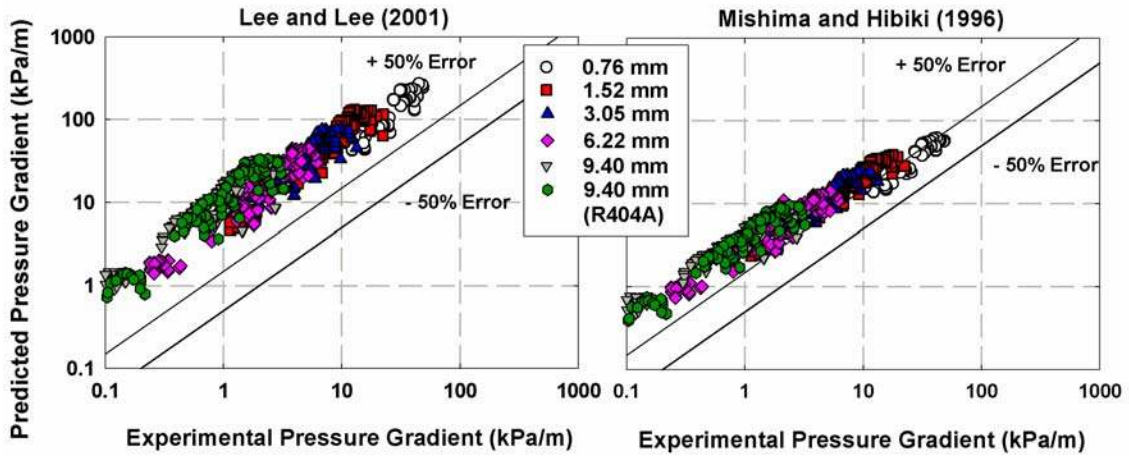 Lee and Lee (2001)
Mishima and Hibiki (1996)
Predicted Pressure Gradient (kPa/m)
1000
100
10
1
0.1
+ 50% Error
- 50% Error
0.1
1
10
100
1000
0.76 mm
1.52 mm
3.05 mm
6.22 mm
9.40 mm
9.40 mm
(R404A)
+ 50% Error
- 50% Error
0.1
1
10
100
1000
Experimental Pressure Gradient (kPa/m)
Experimental Pressure Gradient (kPa/m)